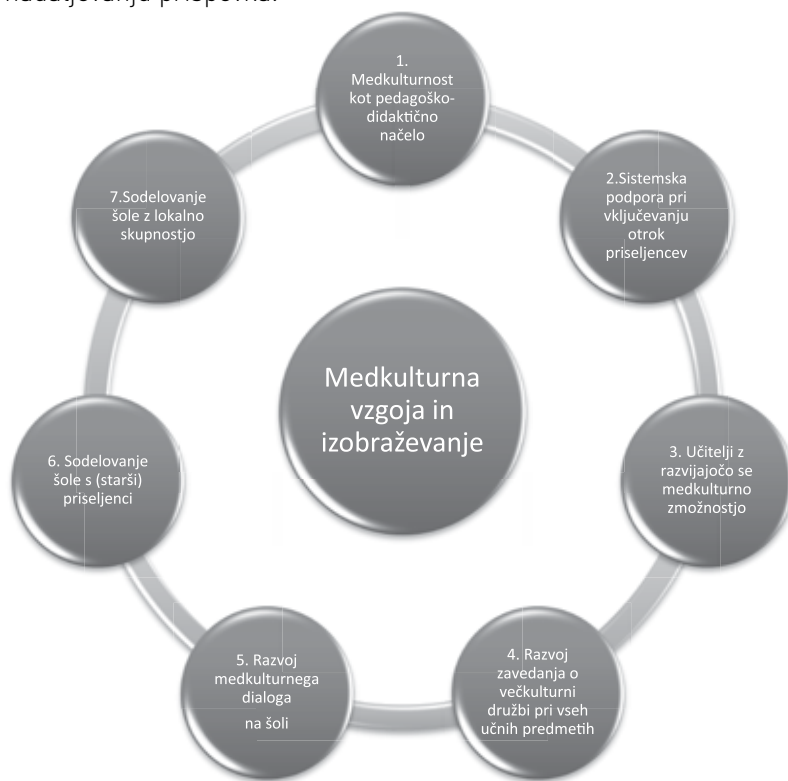 nadaljevanju prispevka.
1.
Medkulturnost
kot pedagoško-
didaktično
načelo
2.Sistemska
podpora pri
vključevanju
otrok
priseljencev
3. Učitelji z
razvijajočo se
medkulturno
zmožnostjo
4. Razvoj
zavedanja o
večkulturni
družbi pri vseh
učnih predmetih
5. Razvoj
medkulturnega
dialoga
na šoli
6. Sodelovanje
šole s (starši)
priseljenci
7.Sodelovanje
šole z lokalno
skupnostjo
Medkulturna
vzgoja in
izobraževanje